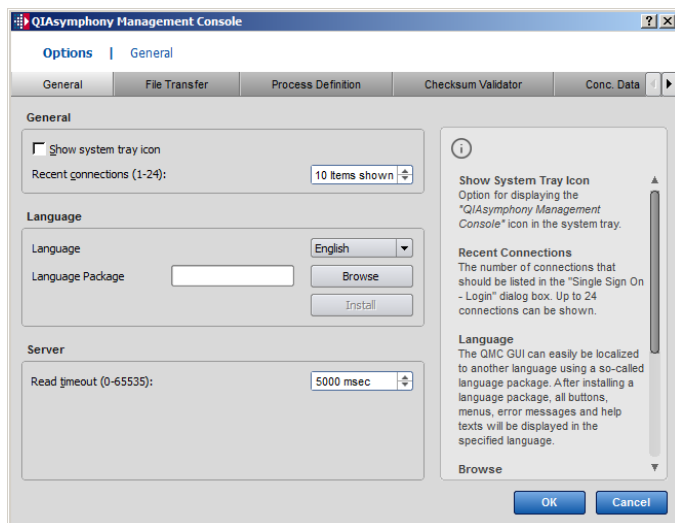 QIAsymphony Management Console
Options | General
General
File Transfer
Process Definition
Checksum Validator
Conc. Data
General
Show system tray icon
Recent connections (1-24):
10 Items shown
Language
Language
English
Language Package
Browse
Install
Server
Read timeout (0-65535):
5000 msec
Show System Tray Icon
Option for displaying the
"QIAsymphony Management
Console" icon in the system tray.
Recent Connections
The number of connections that
should be listed in the "Single Sign On
- Login" dialog box. Up to 24
connections can be shown.
Language
The QMC GUI can easily be localized
to another language using a so-called
language package. After installing a
language package, all buttons,
menus, error messages and help
texts will be displayed in the
specified language.
Browse
OK
Cancel